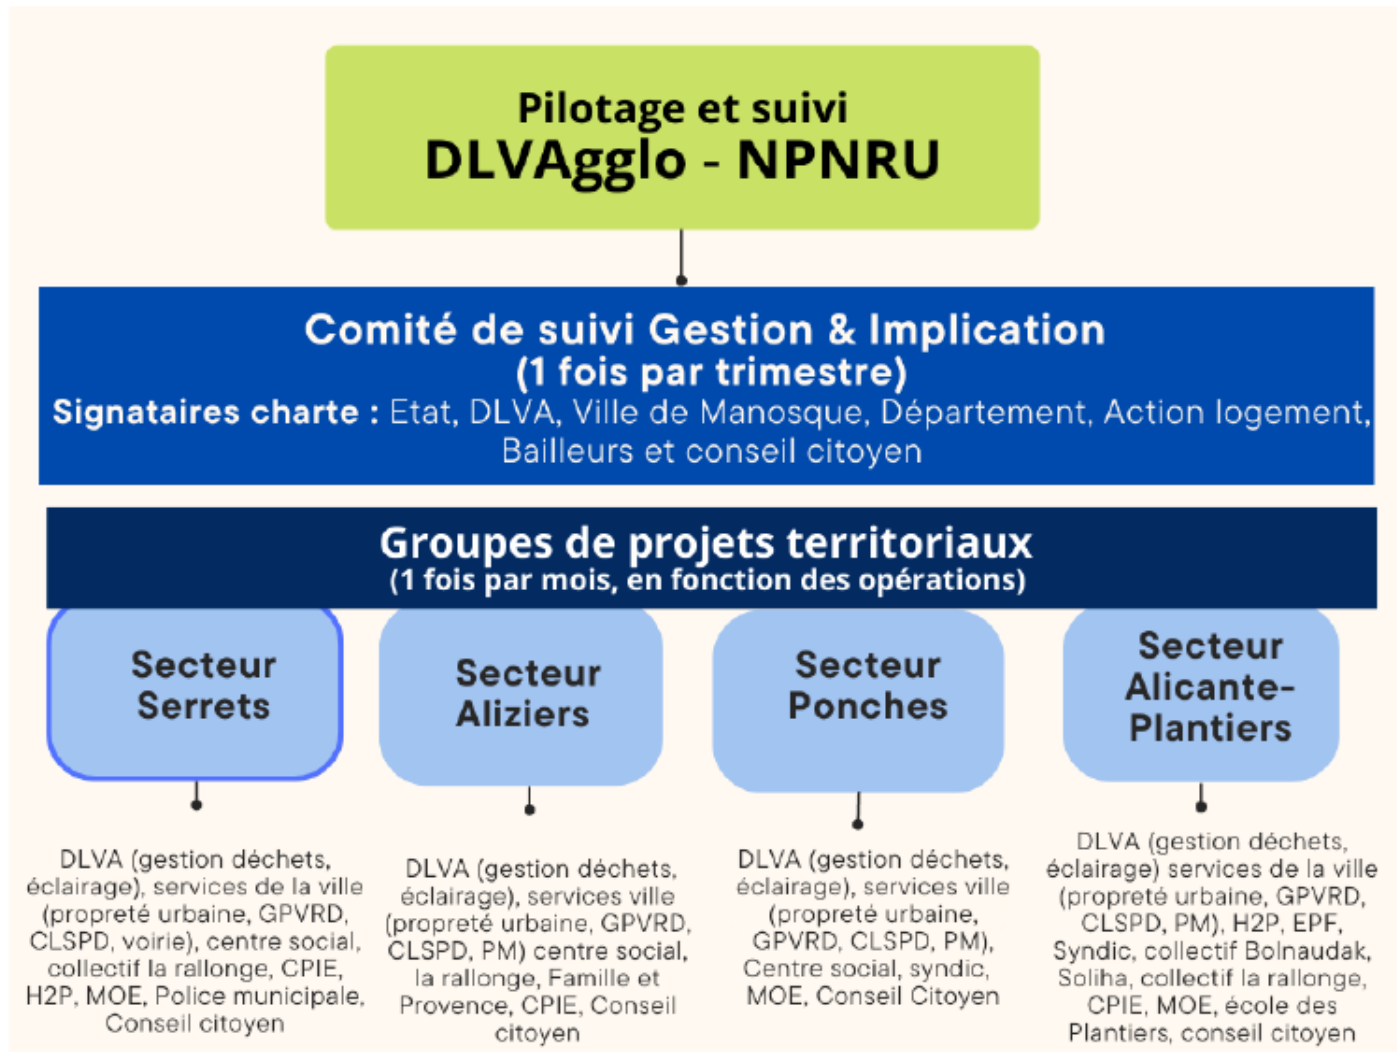 Pilotage et suivi
DLVAgglo - NPNRU
Comité de suivi Gestion & Implication
(1 fois par trimestre)
Signataires charte : Etat, DLVA, Ville de Manosque, Département, Action logement,
Bailleurs et conseil citoyen
Groupes de projets territoriaux
(1 fois par mois, en fonction des opérations)
Secteur
Serrets
Secteur
Aliziers
Secteur
Ponches
Secteur
Alicante-
Plantiers
DLVA (gestion déchets,
éclairage), services de la ville
(propreté urbaine, GPVRD,
CLSPD, voirie), centre social,
collectif la rallonge, CPIE,
H2P, MOE, Police municipale,
Conseil citoyen
DLVA (gestion déchets,
éclairage), services ville
(propreté urbaine, GPVRD,
CLSPD, PM) centre social,
la rallonge, Famille et
Provence, CPIE, Conseil
citoyen
DLVA (gestion déchets,
éclairage), services ville
(propreté urbaine,
GPVRD, CLSPD, PM),
Centre social, syndic,
MOE, Conseil Citoyen
DLVA (gestion déchets,
éclairage) services de la ville
(propreté urbaine, GPVRD,
CLSPD, PM), H2P, EPF,
Syndic, collectif Bolnaudak,
Soliha, collectif la rallonge,
CPIE, MOE, école des
Plantiers, conseil citoyen